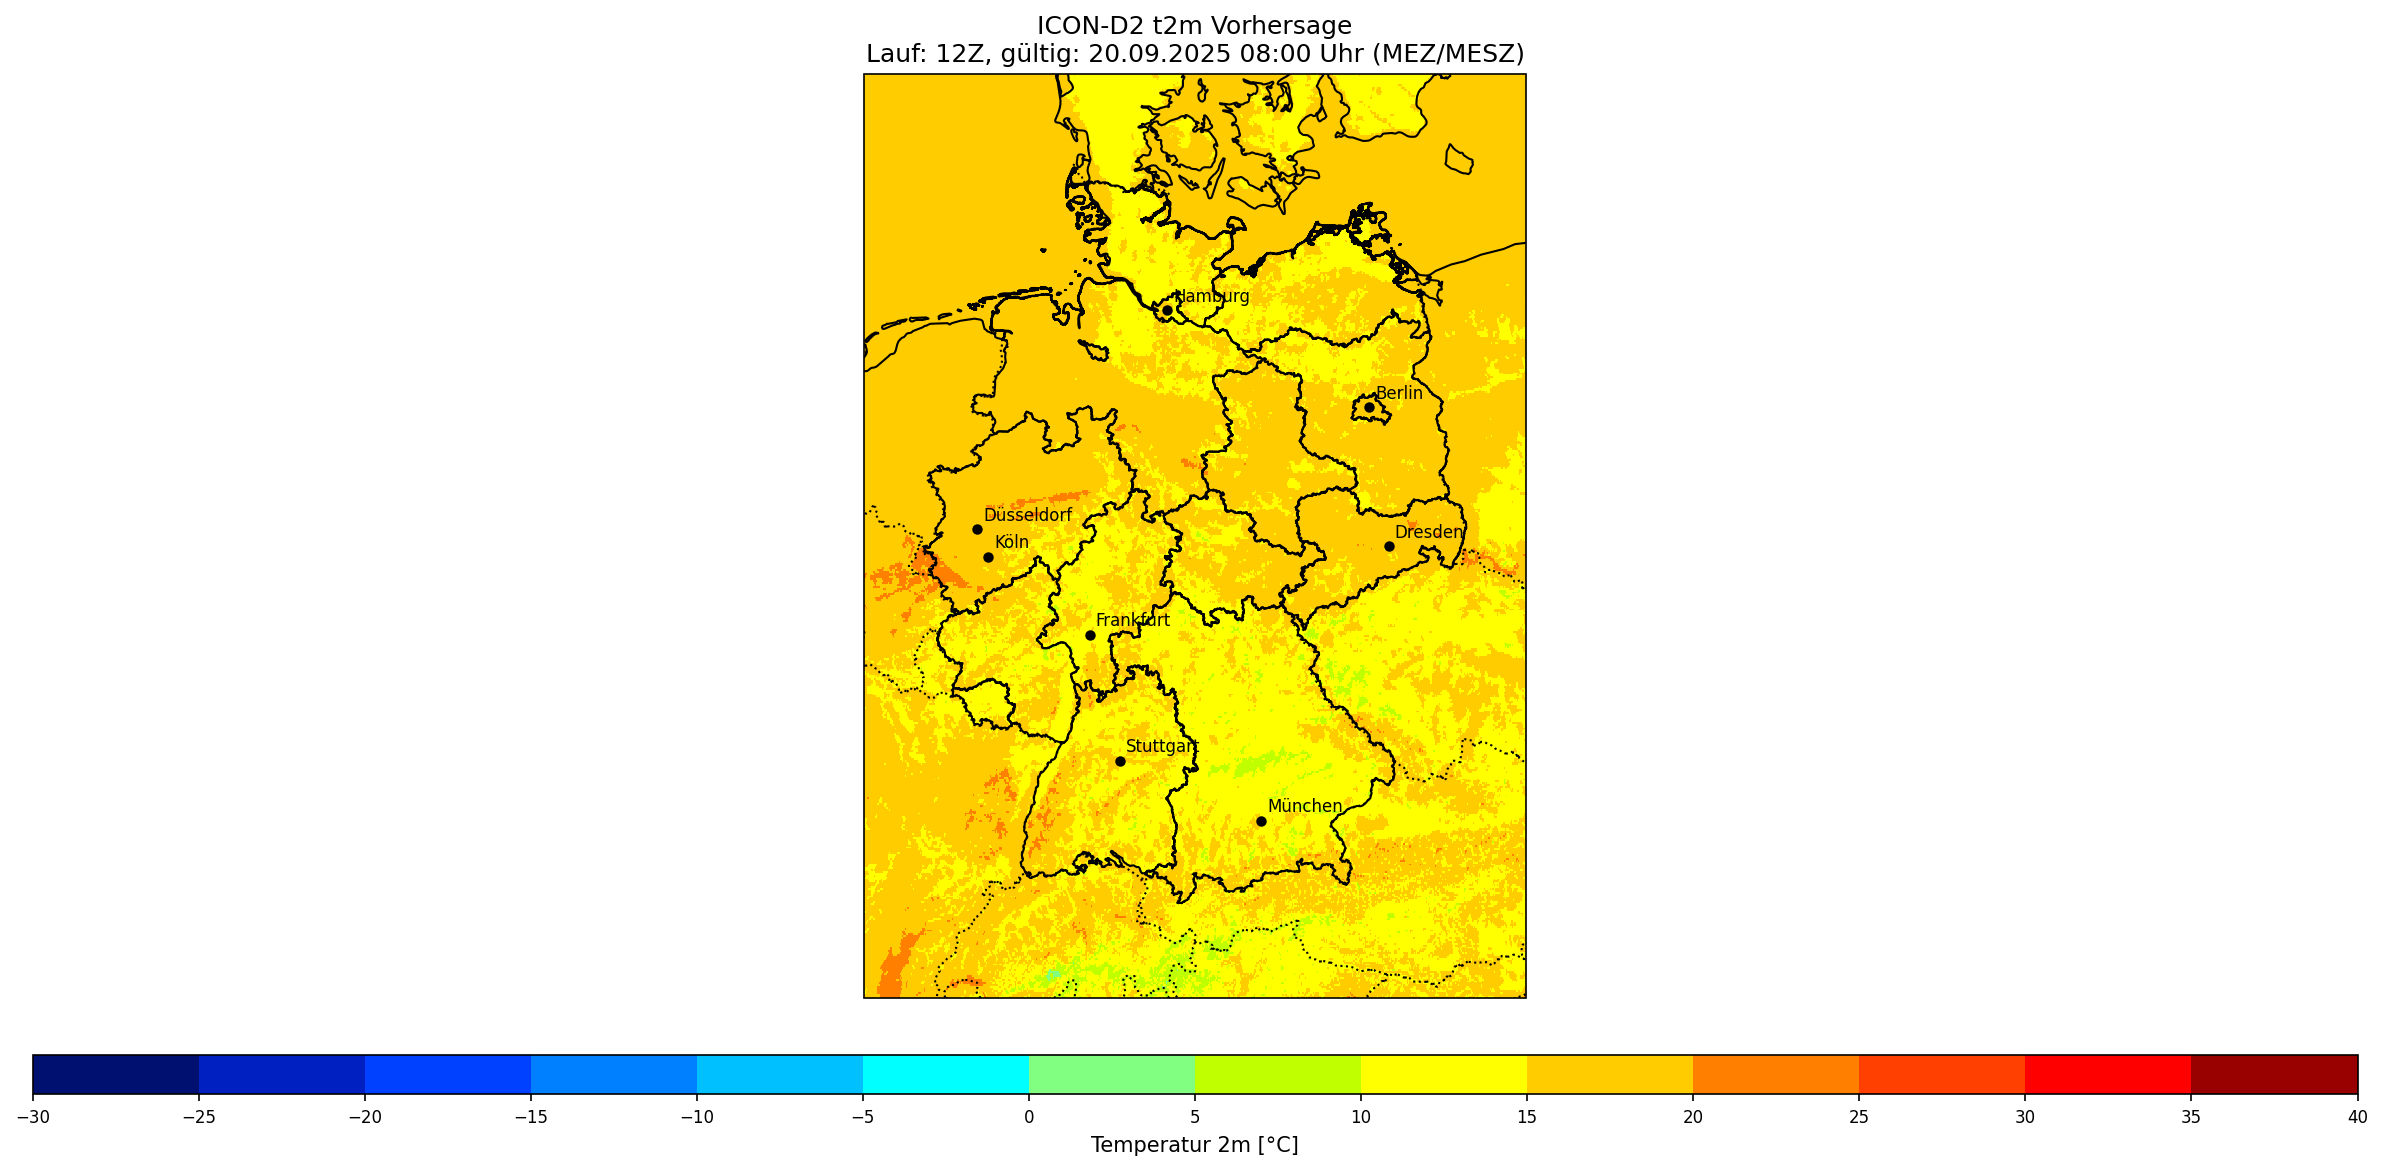 ICON-D2 t2m Vorhersage
Lauf: 12Z, gültig: 20.09.2025 08:00 Uhr (MEZ/MESZ)
Hamburg
Berlin
Düsseldorf
Köln
Dresden
Frankfurt
Stuttgart
München
−30 −25 −20 −15 −10 −5 0 5 10 15 20 25 30 35 40
Temperatur 2m [°C]